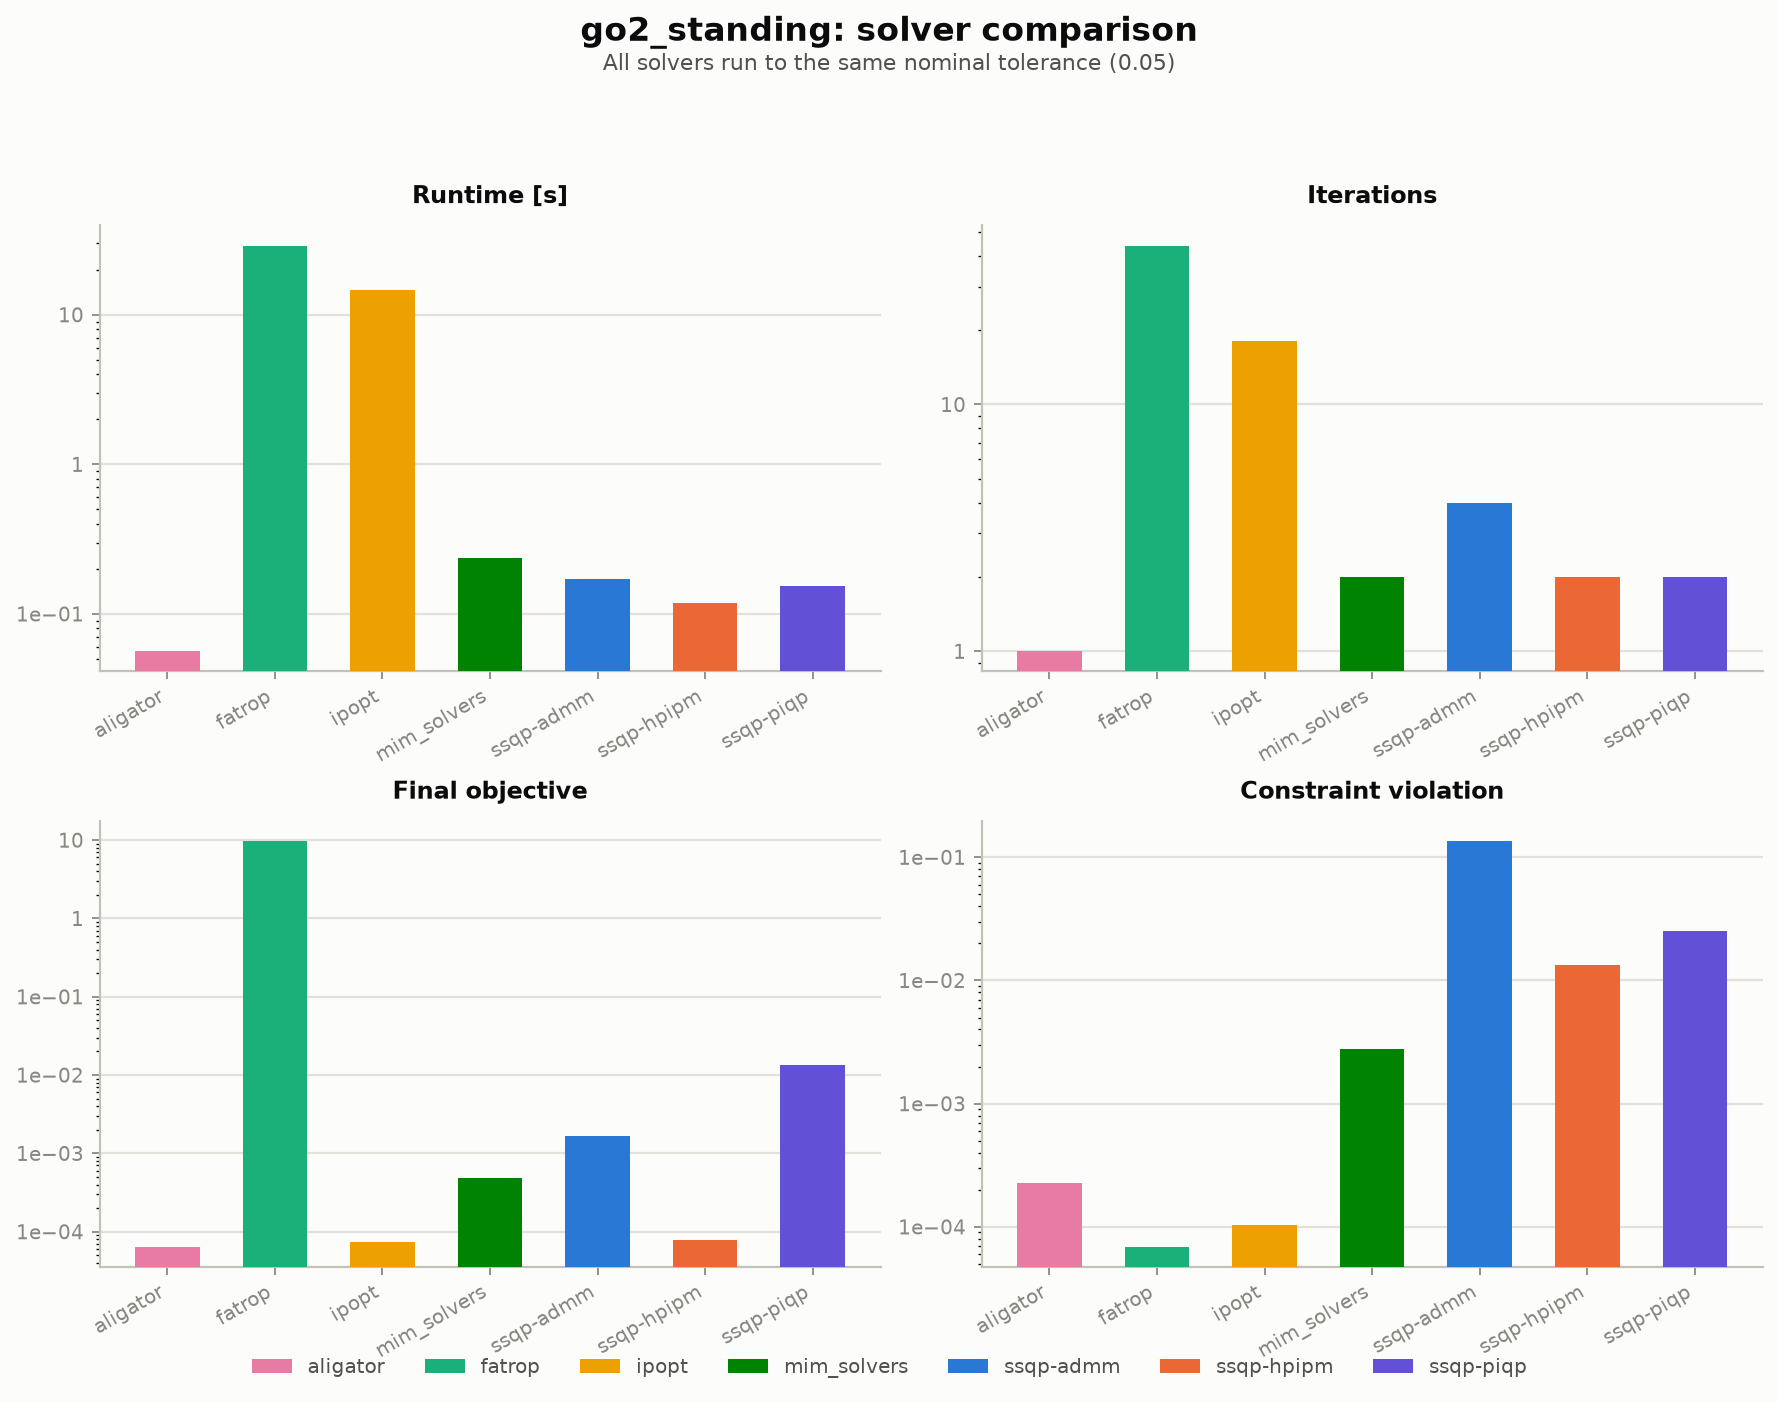 go2_standing: solver comparison
All solvers run to the same nominal tolerance (0.05)
Runtime [s]
10
1
1e−01
aligator
fatrop
ipopt
mim_solvers
ssqp-admm
ssqp-hpipm
ssqp-piqp
Iterations
10
1
aligator
fatrop
ipopt
mim_solvers
ssqp-admm
ssqp-hpipm
ssqp-piqp
Final objective
10
1
1e−01
1e−02
1e−03
1e−04
aligator
fatrop
ipopt
mim_solvers
ssqp-admm
ssqp-hpipm
ssqp-piqp
Constraint violation
1e−01
1e−02
1e−03
1e−04
aligator
fatrop
ipopt
mim_solvers
ssqp-admm
ssqp-hpipm
ssqp-piqp
aligator fatrop ipopt mim_solvers ssqp-admm ssqp-hpipm ssqp-piqp